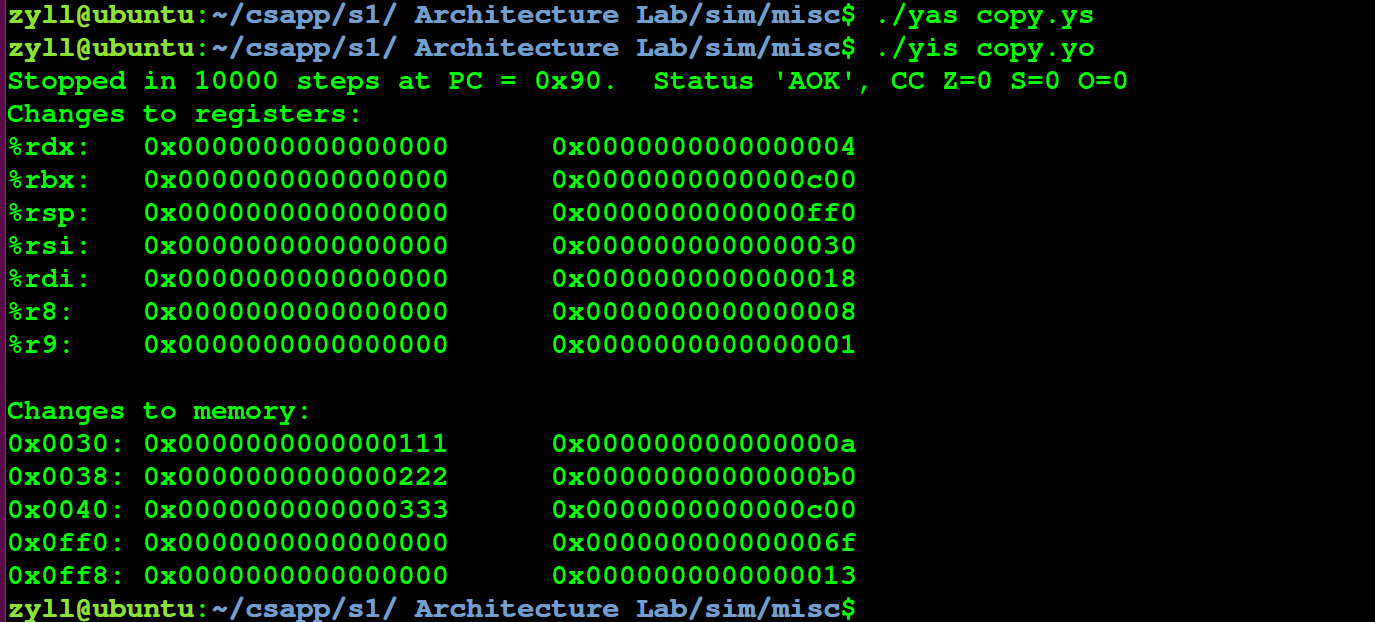 zyll@ubuntu:~/csapp/s1/ Architecture Lab/sim/misc$ ./yas copy.ys
zyll@ubuntu:~/csapp/s1/ Architecture Lab/sim/misc$ ./yis copy.yo
Stopped in 10000 steps at PC = 0x90.  Status 'AOK', CC Z=0 S=0 O=0
Changes to registers:
%rdx:   0x0000000000000000      0x0000000000000004
%rbx:   0x0000000000000000      0x0000000000000c00
%rsp:   0x0000000000000000      0x0000000000000ff0
%rsi:   0x0000000000000000      0x0000000000000030
%rdi:   0x0000000000000000      0x0000000000000018
%r8:    0x0000000000000000      0x0000000000000008
%r9:    0x0000000000000000      0x0000000000000001
Changes to memory:
0x0030: 0x0000000000000111      0x000000000000000a
0x0038: 0x0000000000000222      0x00000000000000b0
0x0040: 0x0000000000000333      0x0000000000000c00
0x0ff0: 0x0000000000000000      0x000000000000006f
0x0ff8: 0x0000000000000000      0x0000000000000013
zyll@ubuntu:~/csapp/s1/ Architecture Lab/sim/misc$